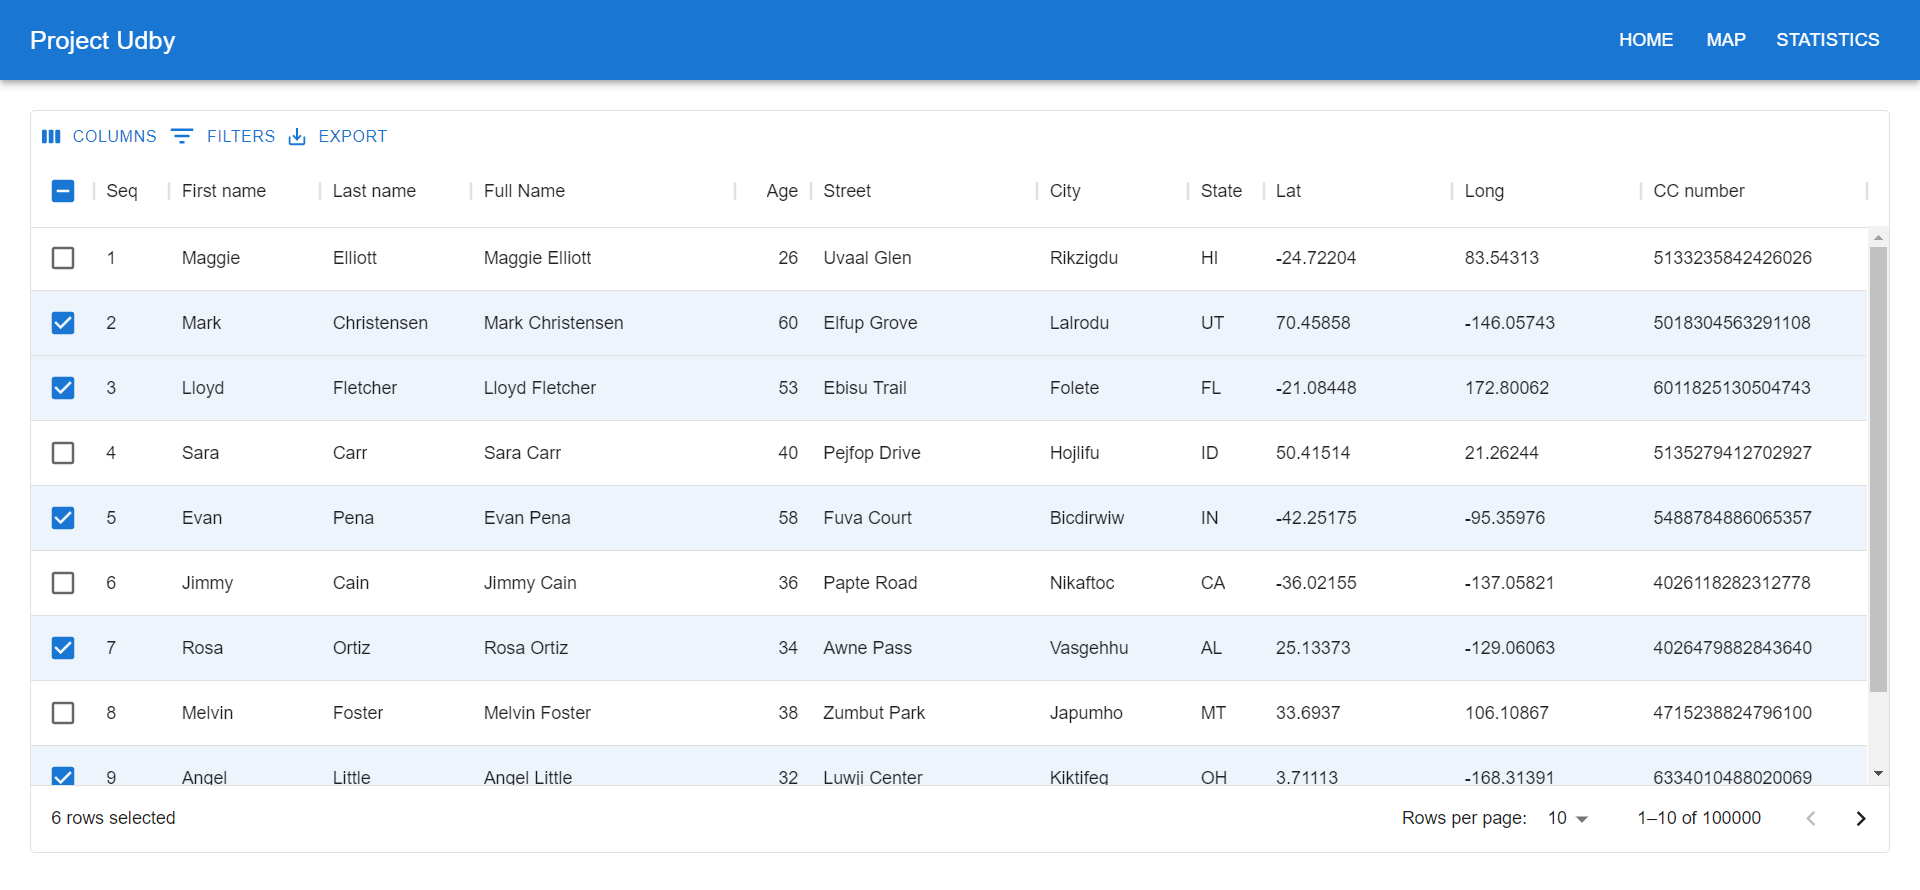 Project Udby HOME MAP STATISTICS
COLUMNS FILTERS EXPORT
Seq First name Last name Full Name Age Street City State Lat Long CC number
1 Maggie Elliott Maggie Elliott 26 Uvaal Glen Rikzigdu HI -24.72204 83.54313 5133235842426026
2 Mark Christensen Mark Christensen 60 Elfup Grove Lalrodu UT 70.45858 -146.05743 5018304563291108
3 Lloyd Fletcher Lloyd Fletcher 53 Ebisu Trail Folete FL -21.08448 172.80062 6011825130504743
4 Sara Carr Sara Carr 40 Pejfop Drive Hojlifu ID 50.41514 21.26244 5135279412702927
5 Evan Pena Evan Pena 58 Fuva Court Bicdirwiw IN -42.25175 -95.35976 5488784886065357
6 Jimmy Cain Jimmy Cain 36 Papte Road Nikaftoc CA -36.02155 -137.05821 4026118282312778
7 Rosa Ortiz Rosa Ortiz 34 Awne Pass Vasgehhu AL 25.13373 -129.06063 4026479882843640
8 Melvin Foster Melvin Foster 38 Zumbut Park Japumho MT 33.6937 106.10867 4715238824796100
9 Angel Little Angel Little 32 Luwji Center Kiktifeq OH 3.71113 -168.31391 6334010488020069
6 rows selected Rows per page: 10 1–10 of 100000